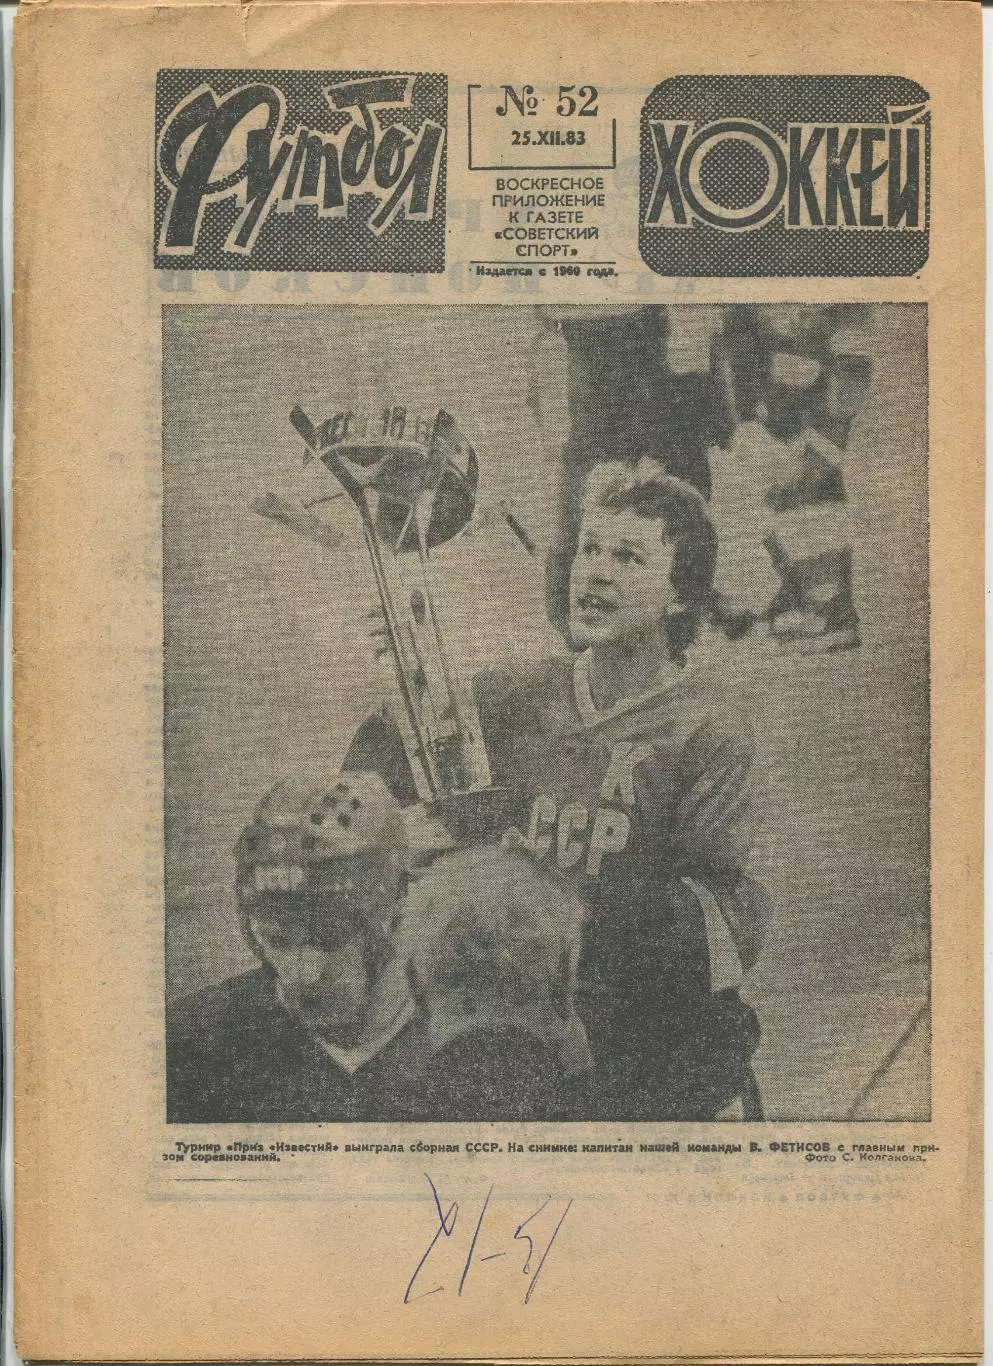 Футбол
№ 52
25.XII.83
ВОСКРЕСНОЕ
ПРИЛОЖЕНИЕ
К ГАЗЕТЕ
«СОВЕТСКИЙ
СПОРТ»
Издается с 1960 года.
ХОККЕЙ
К
СССР
Турнир «Приз «Известий» выиграла сборная СССР. На снимке: капитан нашей команды В. ФЕТИСОВ с главным при-
зом соревнований.
Фото С. Колганова.